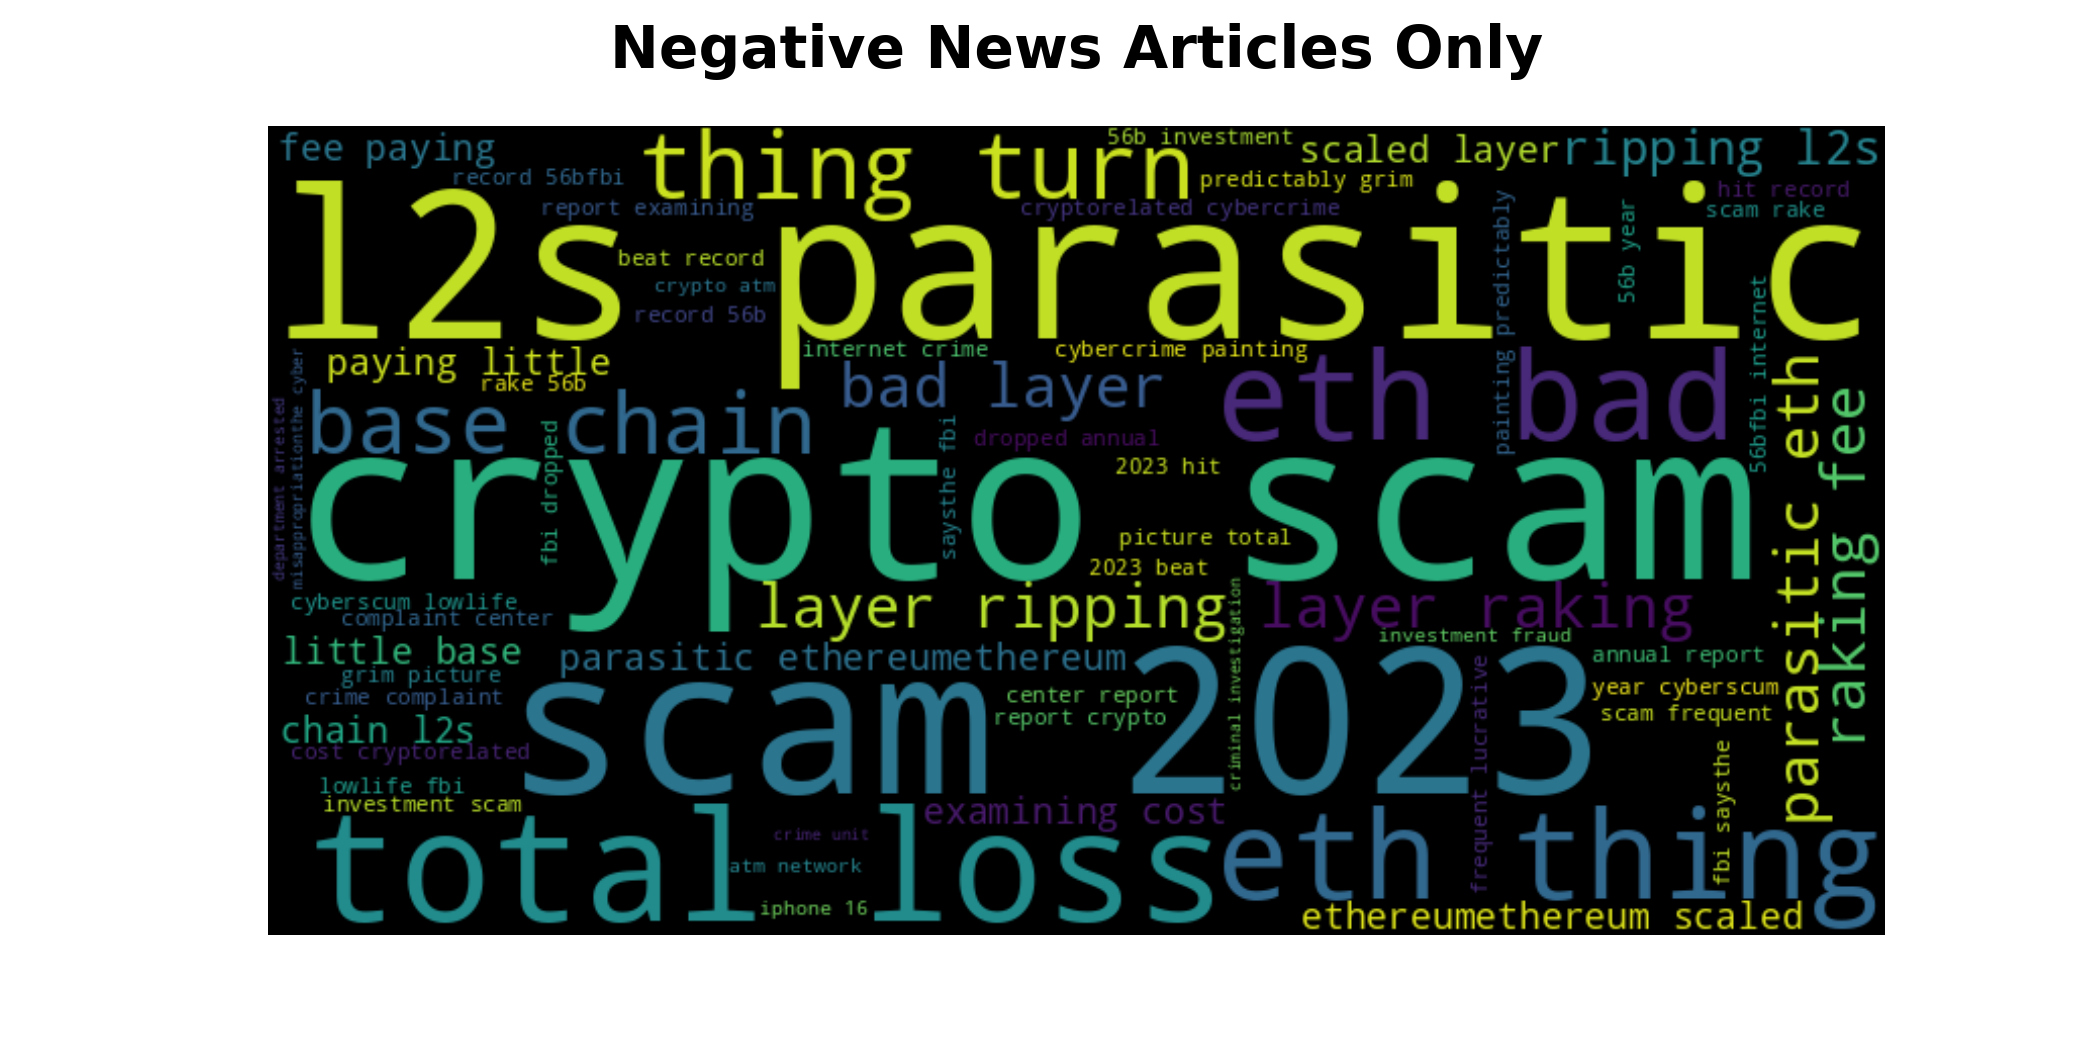 Negative News Articles Only
fee paying
thing turn
56b investment
scaled layer
ripping l2s
record 56bfbi
predictably grim
hit record
l2s parasitic
report examining
cryptorelated cybercrime
scam rake
56b year
painting predictably
beat record
crypto atm
record 56b
56bfbi internet
paying little
rake 56b
internet crime
cybercrime painting
bad layer
eth bad
parasitic eth
raking fee
base chain
misappropriationthe cyber
department arrested
fbi dropped
saysthe fbi
dropped annual
2023 hit
crypto scam
picture total
2023 beat
cyberscum lowlife
complaint center
layer ripping
criminal investigation
layer raking
investment fraud
little base
parasitic ethereumethereum
grim picture
crime complaint
scam 2023
center report
report crypto
frequent lucrative
annual report
year cyberscum
scam frequent
chain l2s
cost cryptorelated
lowlife fbi
investment scam
fbi saysthe
examining cost
total loss
crime unit
atm network
iphone 16
eth thing
ethereumethereum scaled